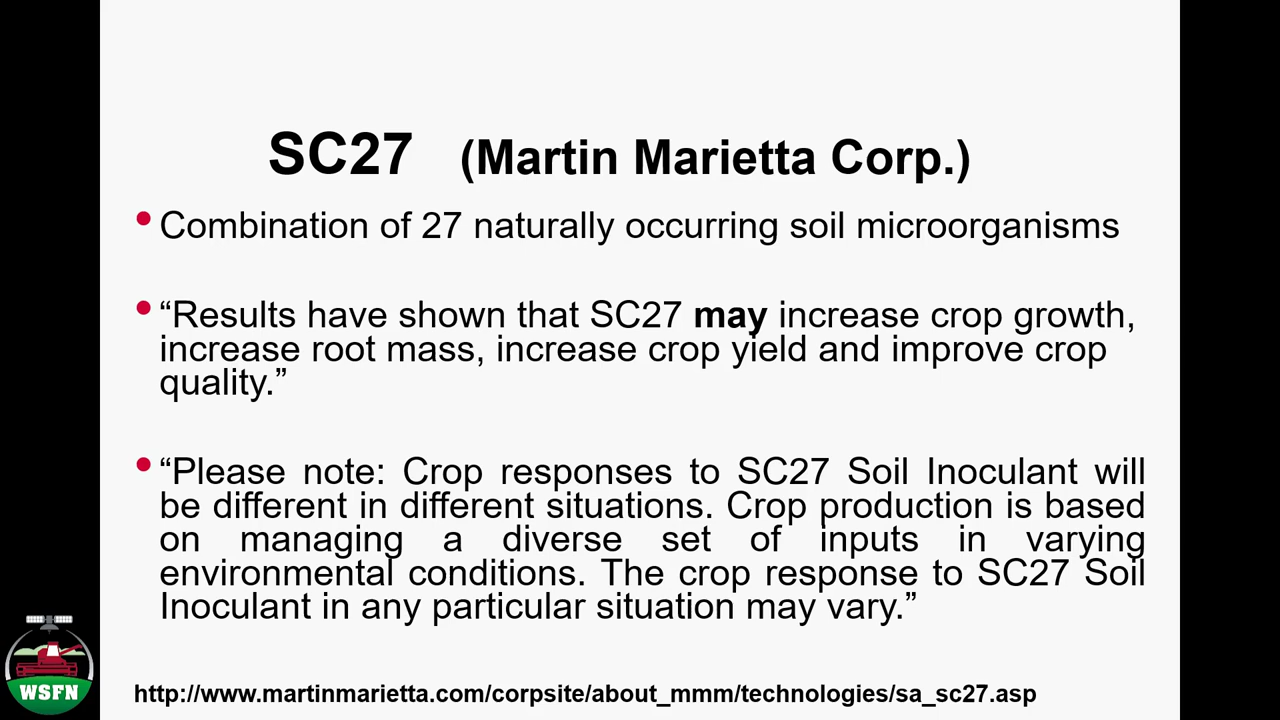 SC27 (Martin Marietta Corp.)
• Combination of 27 naturally occurring soil microorganisms
• “Results have shown that SC27 may increase crop growth,
increase root mass, increase crop yield and improve crop
quality.”
• “Please note: Crop responses to SC27 Soil Inoculant will
be different in different situations. Crop production is based
on managing a diverse set of inputs in varying
environmental conditions. The crop response to SC27 Soil
Inoculant in any particular situation may vary.”
WSFN
http://www.martinmarietta.com/corpsite/about_mmm/technologies/sa_sc27.asp